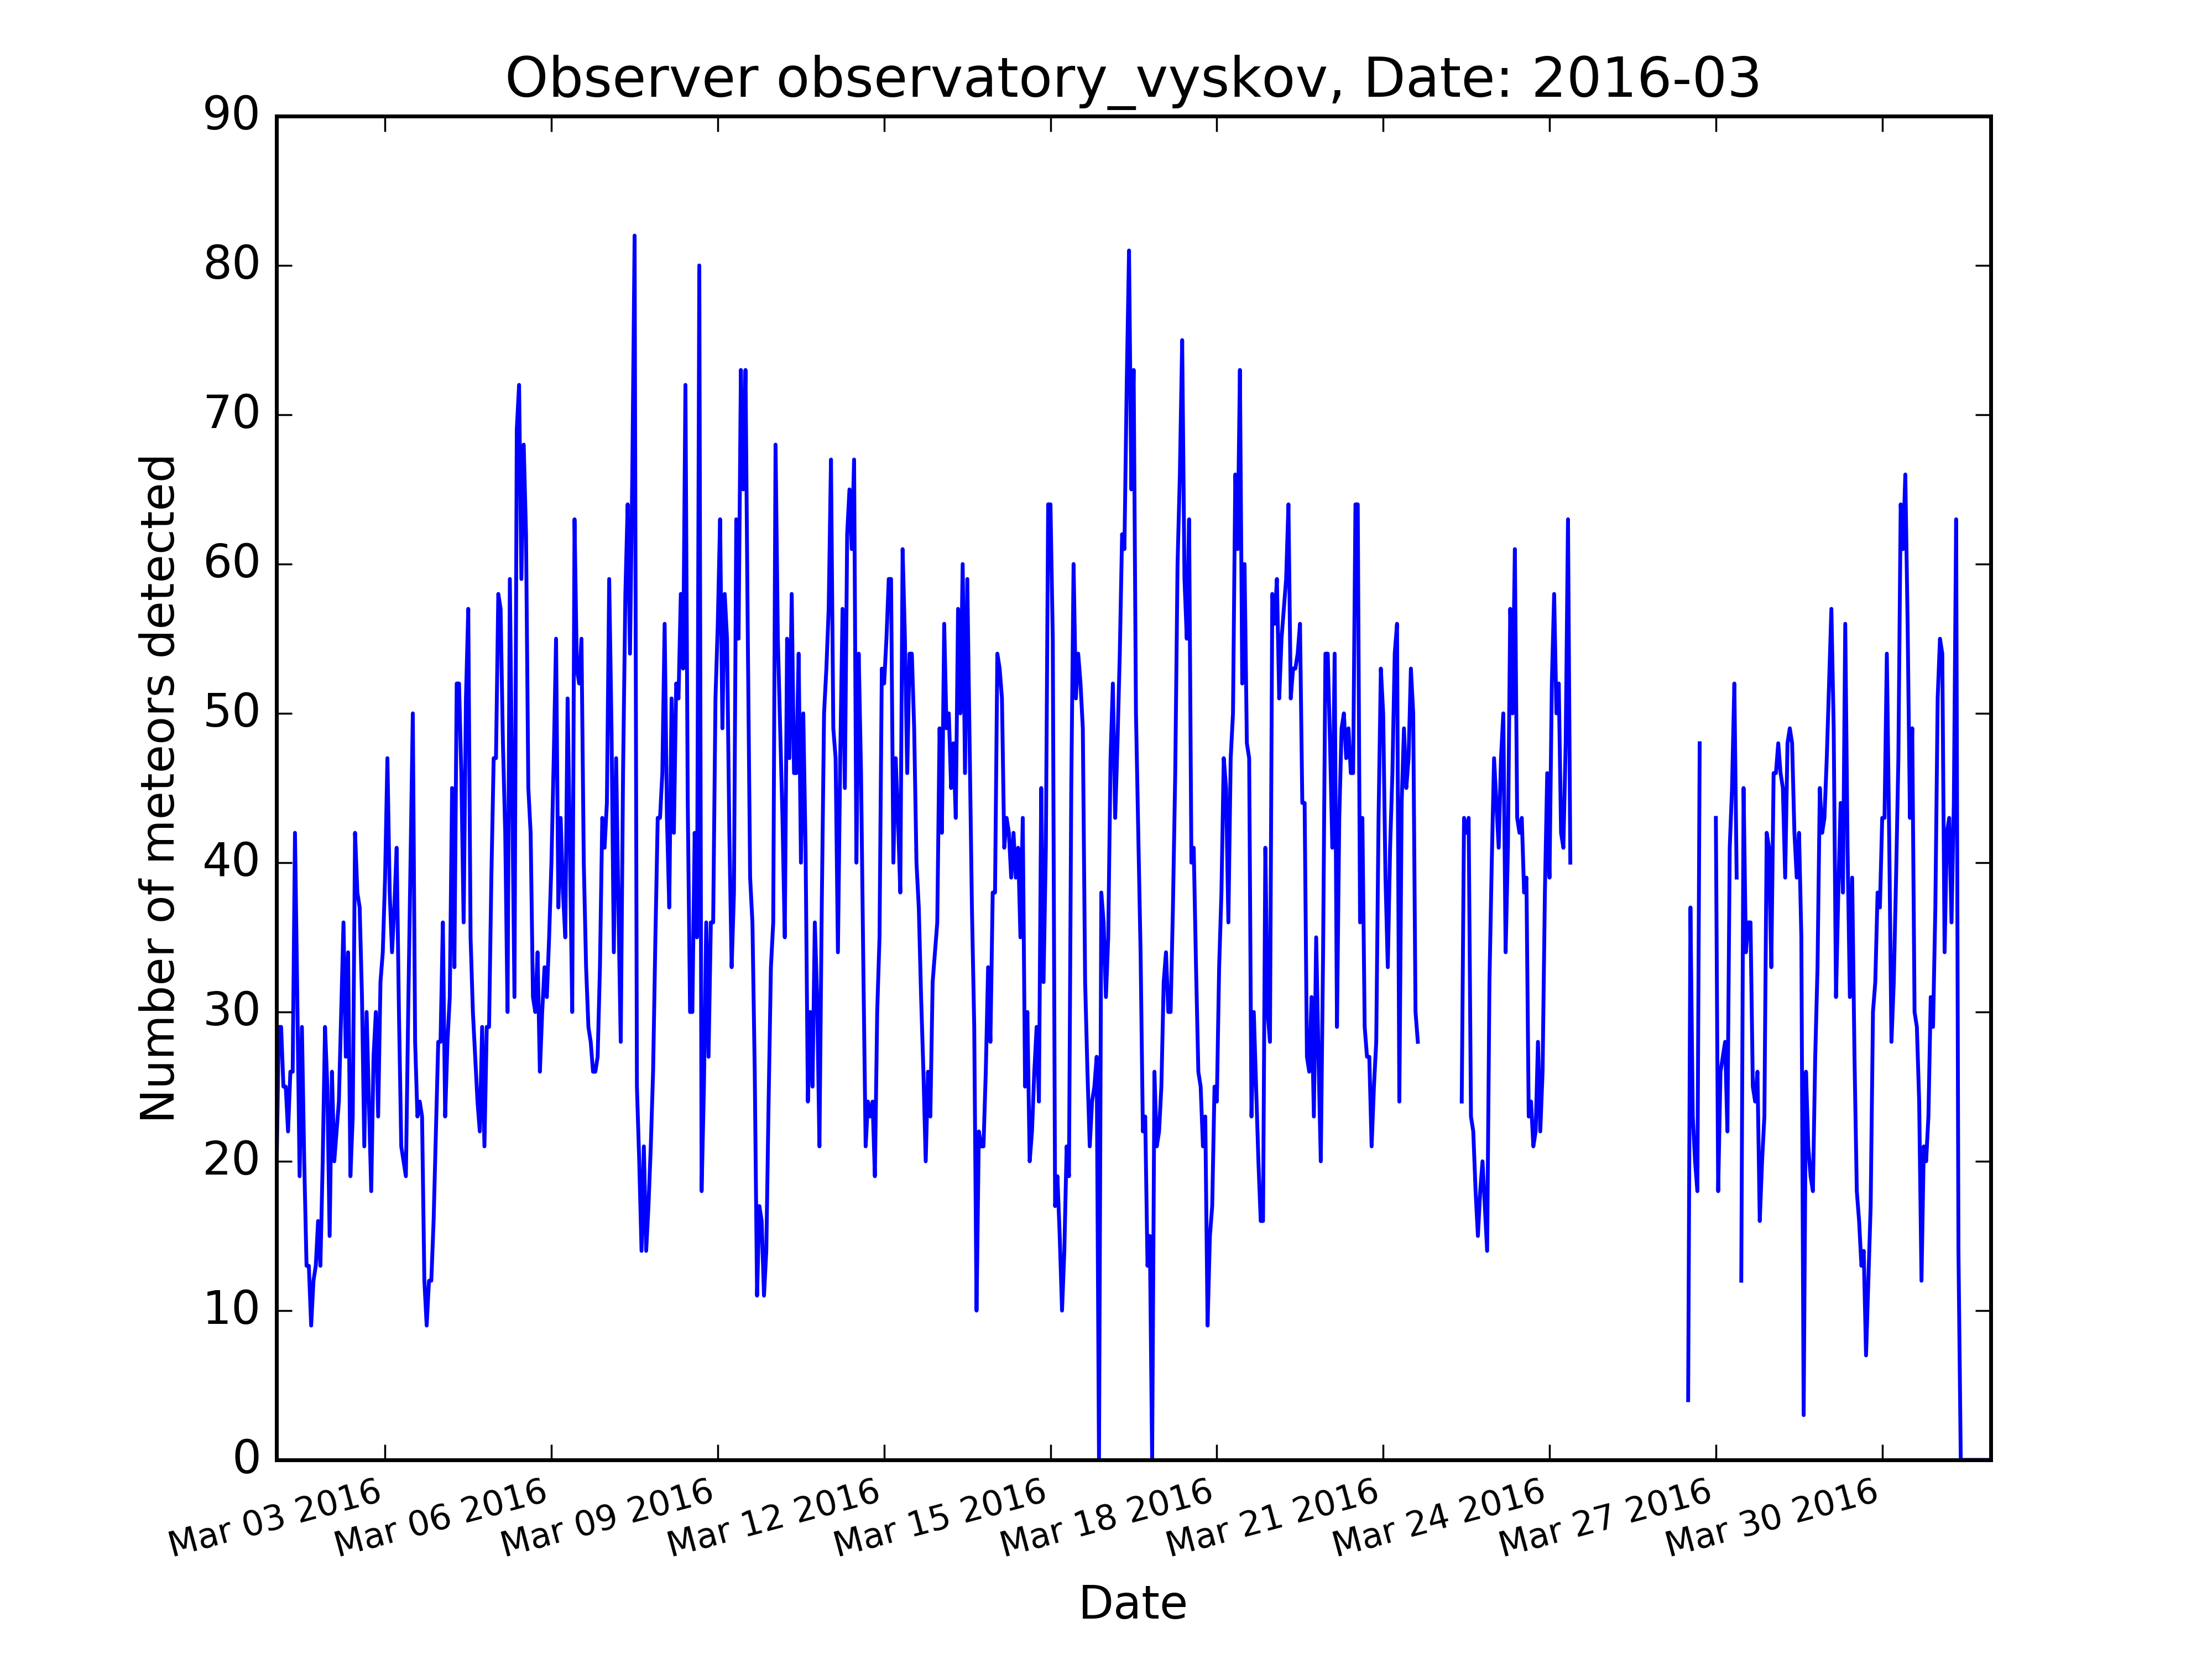 Observer observatory_vyskov, Date: 2016-03
Number of meteors detected
90
80
70
60
50
40
30
20
10
0
Mar 03 2016
Mar 06 2016
Mar 09 2016
Mar 12 2016
Mar 15 2016
Mar 18 2016
Mar 21 2016
Mar 24 2016
Mar 27 2016
Mar 30 2016
Date